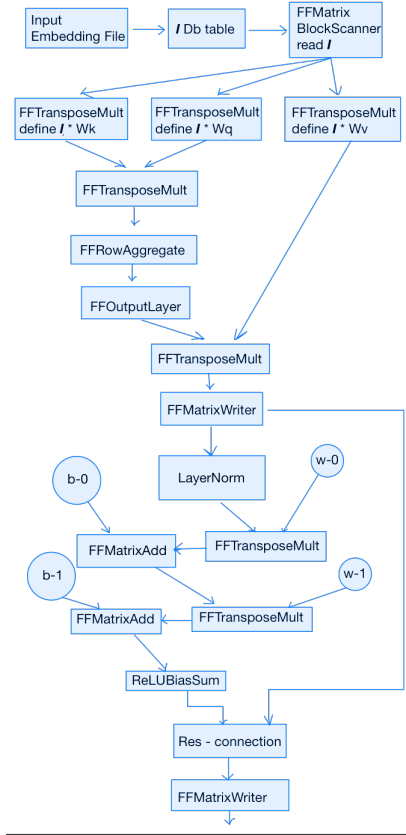 Input
Embedding File
I Db table
FFMatrix
BlockScanner
read I
FFTransposeMult
define I * Wk
FFTransposeMult
define I * Wq
FFTransposeMult
define I * Wv
FFTransposeMult
FFRowAggregate
FFOutputLayer
FFTransposeMult
FFMatrixWriter
LayerNorm
w-0
b-0
FFTransposeMult
FFMatrixAdd
b-1
w-1
FFTransposeMult
FFMatrixAdd
ReLUBiasSum
Res - connection
FFMatrixWriter